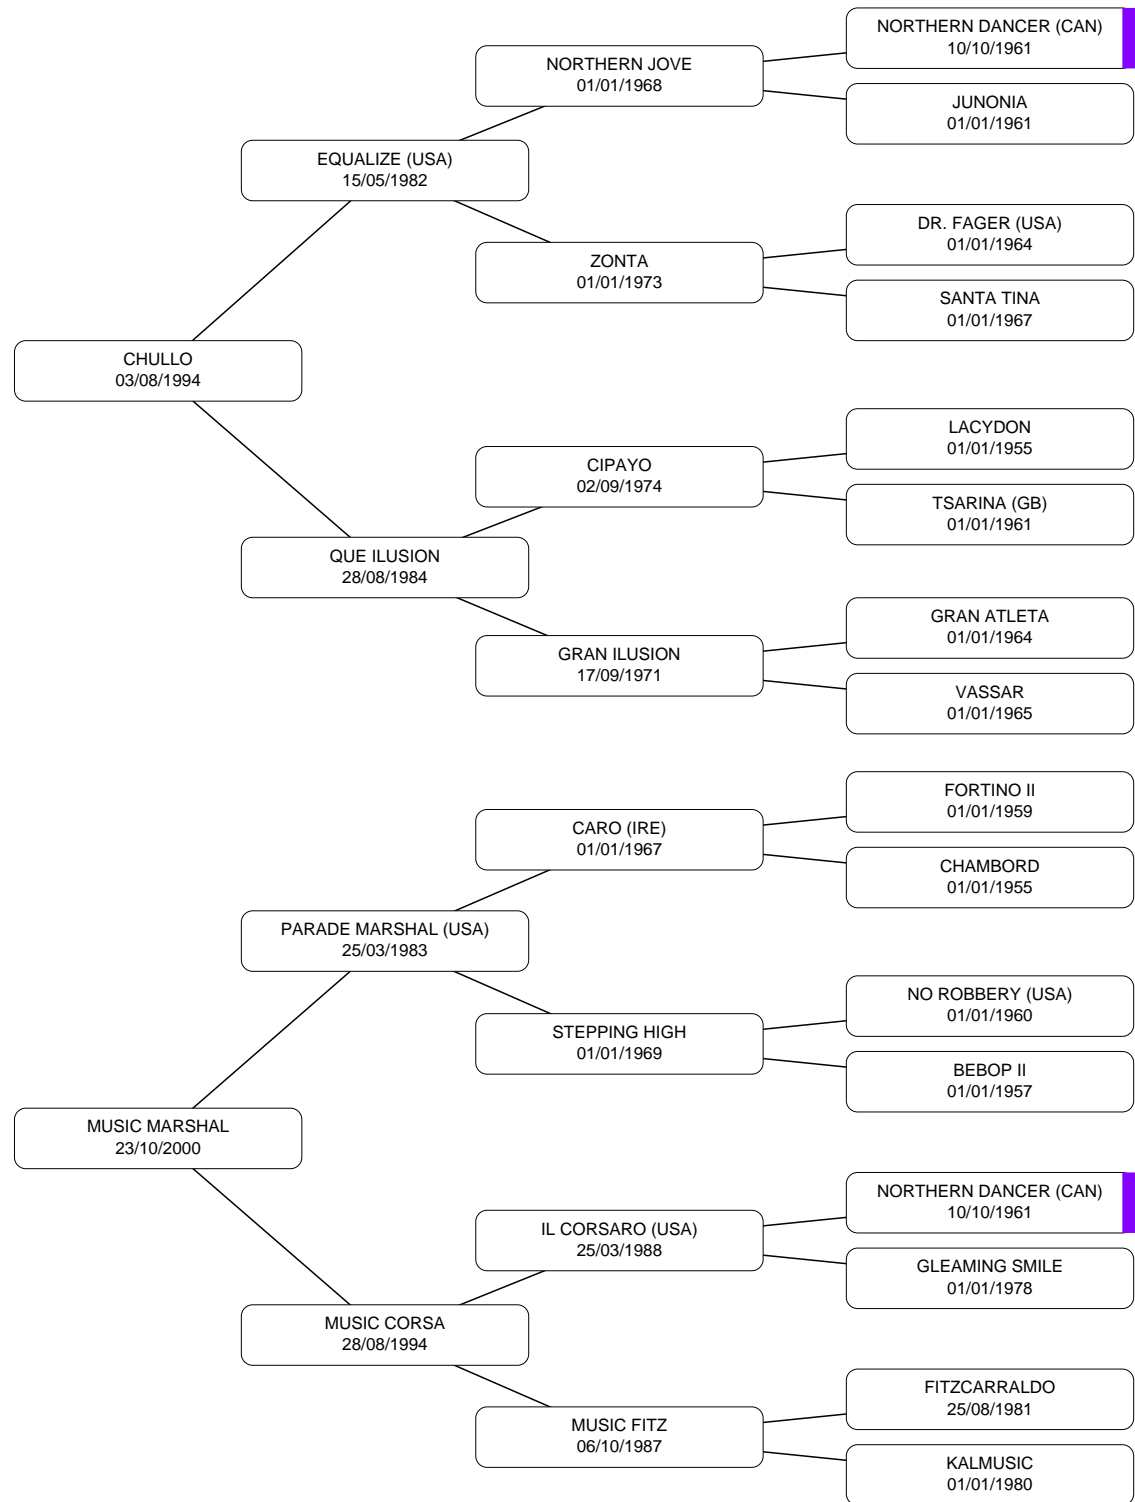 NORTHERN DANCER (CAN)
10/10/1961
NORTHERN JOVE
01/01/1968
JUNONIA
01/01/1961
EQUALIZE (USA)
15/05/1982
DR. FAGER (USA)
01/01/1964
ZONTA
01/01/1973
SANTA TINA
01/01/1967
CHULLO
03/08/1994
LACYDON
01/01/1955
CIPAYO
02/09/1974
TSARINA (GB)
01/01/1961
QUE ILUSION
28/08/1984
GRAN ATLETA
01/01/1964
GRAN ILUSION
17/09/1971
VASSAR
01/01/1965
FORTINO II
01/01/1959
CARO (IRE)
01/01/1967
CHAMBORD
01/01/1955
PARADE MARSHAL (USA)
25/03/1983
NO ROBBERY (USA)
01/01/1960
STEPPING HIGH
01/01/1969
BEBOP II
01/01/1957
MUSIC MARSHAL
23/10/2000
NORTHERN DANCER (CAN)
10/10/1961
IL CORSARO (USA)
25/03/1988
GLEAMING SMILE
01/01/1978
MUSIC CORSA
28/08/1994
FITZCARRALDO
25/08/1981
MUSIC FITZ
06/10/1987
KALMUSIC
01/01/1980